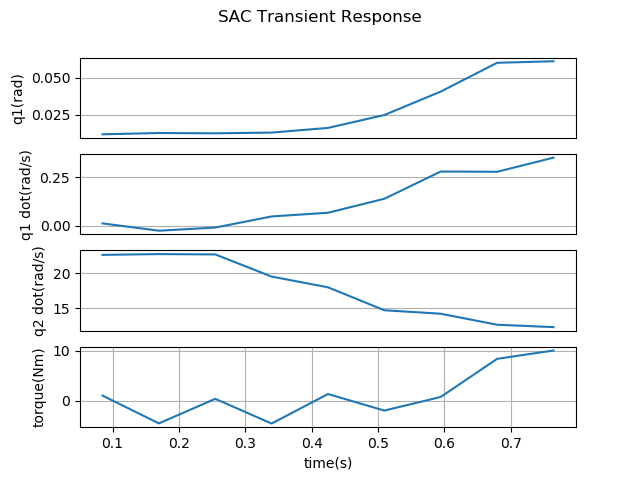 SAC Transient Response
q1(rad)
0.050
0.025
q1 dot(rad/s)
0.25
0.00
q2 dot(rad/s)
20
15
torque(Nm)
10
0
0.1 0.2 0.3 0.4 0.5 0.6 0.7
time(s)